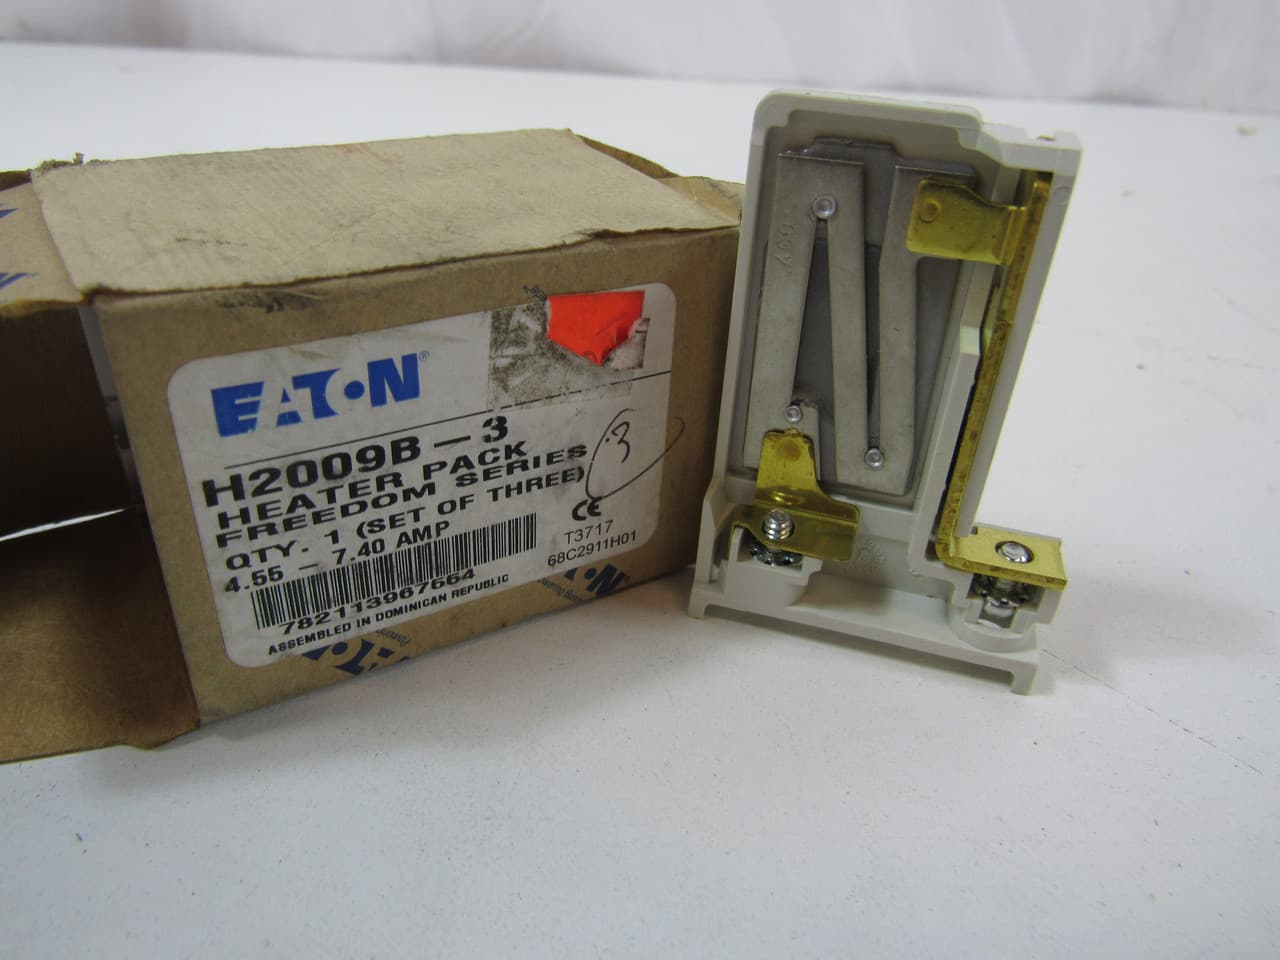 EATON®
H2009B-3
HEATER PACK
FREEDOM SERIES
QTY. 1 (SET OF THREE)
4.55 - 7.40 AMP
782113967664
ASSEMBLED IN DOMINICAN REPUBLIC
CE
T3717
68C2911H01
3